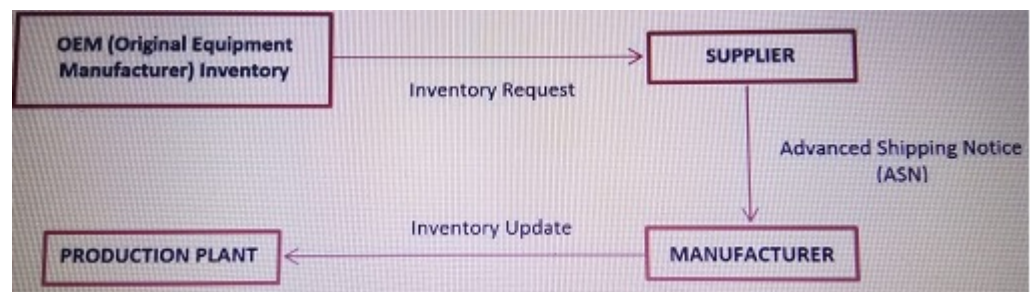 OEM (Original Equipment
Manufacturer) Inventory
SUPPLIER
Inventory Request
Advanced Shipping Notice
(ASN)
Inventory Update
PRODUCTION PLANT
MANUFACTURER